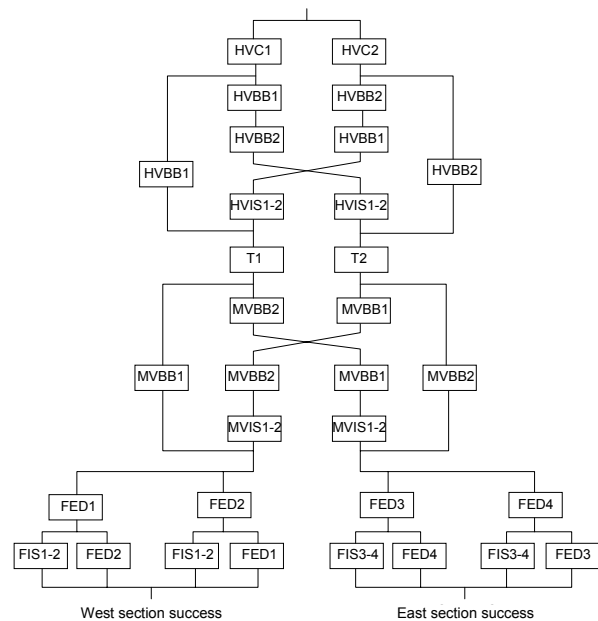 HVC1 HVC2
HVBB1 HVBB2
HVBB2 HVBB1
HVBB1 HVBB2
HVIS1-2 HVIS1-2
T1 T2
MVBB2 MVBB1
MVBB1 MVBB2 MVBB1 MVBB2
MVIS1-2 MVIS1-2
FED1 FED2 FED3 FED4
FIS1-2 FED2 FIS1-2 FED1 FIS3-4 FED4 FIS3-4 FED3
West section success East section success